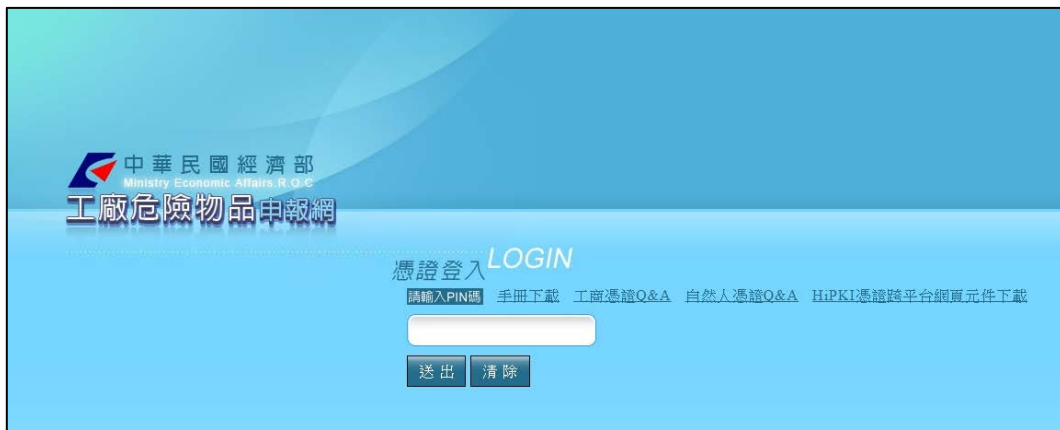 中華民國經濟部
Ministry Economic Affairs.R.O.C
工廠危險物品申報網
憑證登入LOGIN
請輸入PIN碼 手冊下載 工商憑證Q&A 自然人憑證Q&A HiPKI憑證跨平台網頁元件下載
送出 清除